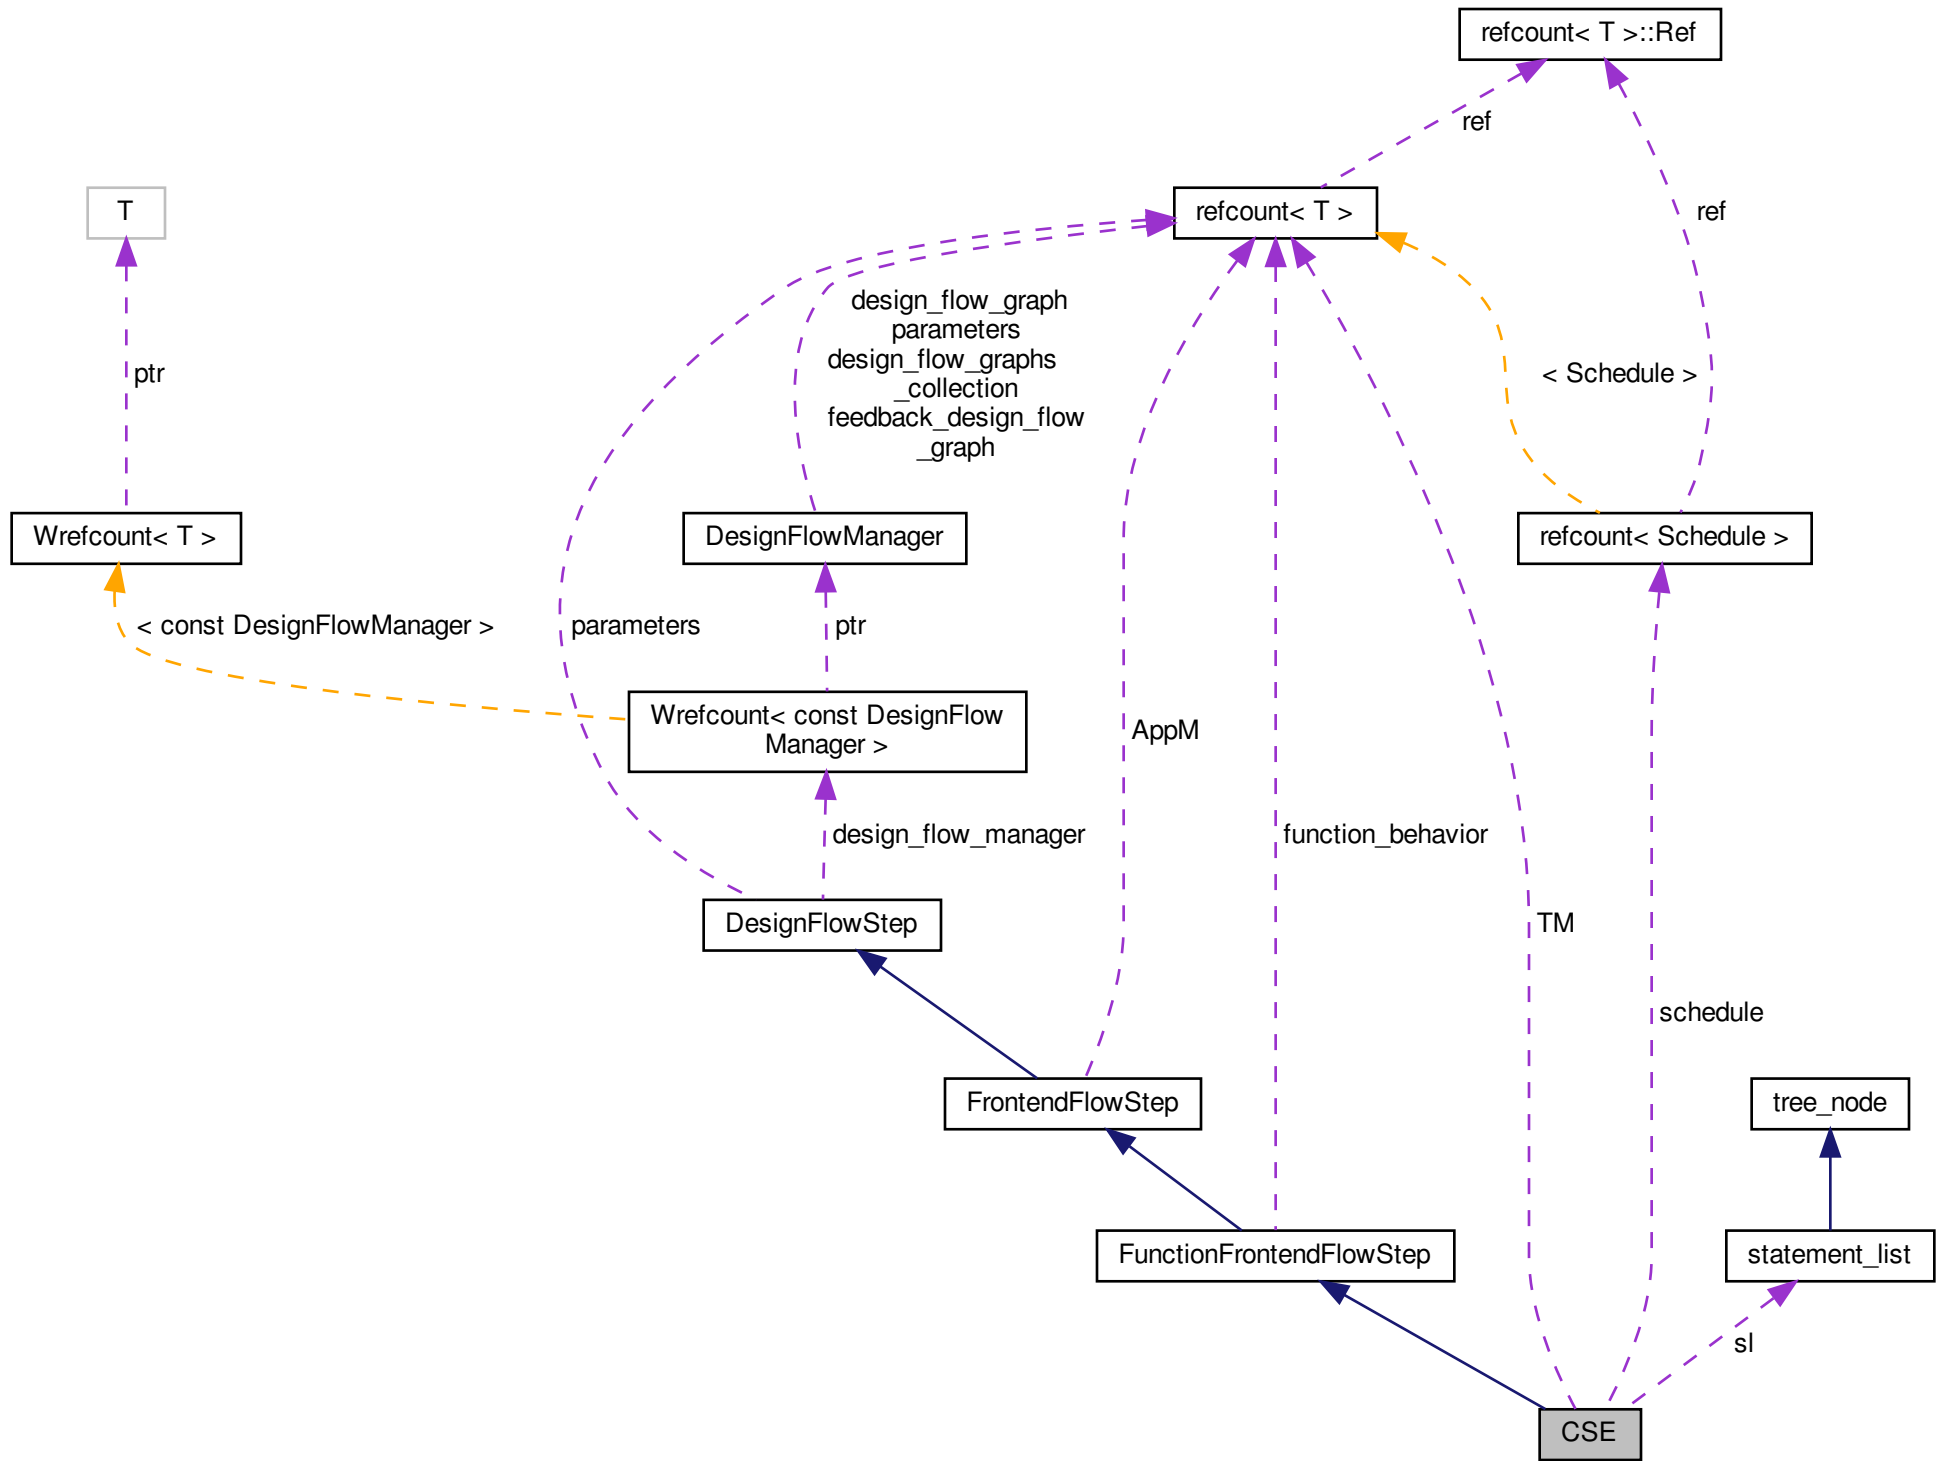 refcount< T >::Ref
ref
T
refcount< T >
ref
design_flow_graph
parameters
design_flow_graphs
_collection
feedback_design_flow
_graph
ptr
< Schedule >
Wrefcount< T >
DesignFlowManager
refcount< Schedule >
< const DesignFlowManager >
parameters
ptr
Wrefcount< const DesignFlow
Manager >
AppM
design_flow_manager
function_behavior
DesignFlowStep
TM
schedule
FrontendFlowStep
tree_node
FunctionFrontendFlowStep
statement_list
sl
CSE